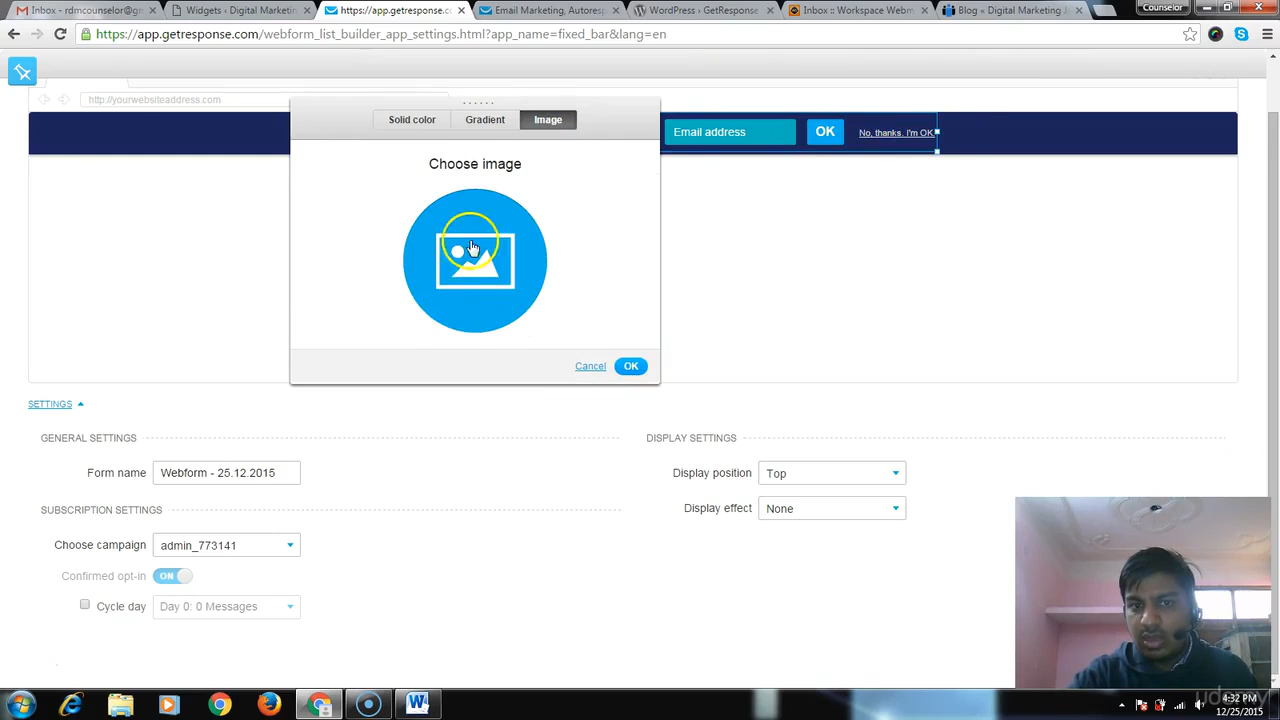 Inbox - rdmcounselor@gm
Widgets ‹ Digital Marketin
https://app.getresponse.c
Email Marketing, Autoresp
WordPress ‹ GetResponse
Inbox :: Workspace Webm
Blog « Digital Marketing I
Counselor
https://app.getresponse.com/webform_list_builder_app_settings.html?app_name=fixed_bar&lang=en
http://yourwebsiteaddress.com
Solid color
Gradient
Image
Email address
OK
No, thanks. I'm OK
Choose image
Cancel
OK
SETTINGS
GENERAL SETTINGS
DISPLAY SETTINGS
Form name
Webform - 25.12.2015
Display position
Top
SUBSCRIPTION SETTINGS
Display effect
None
Choose campaign
admin_773141
Confirmed opt-in
ON
Cycle day
Day 0: 0 Messages
udemy
4:32 PM
12/25/2015